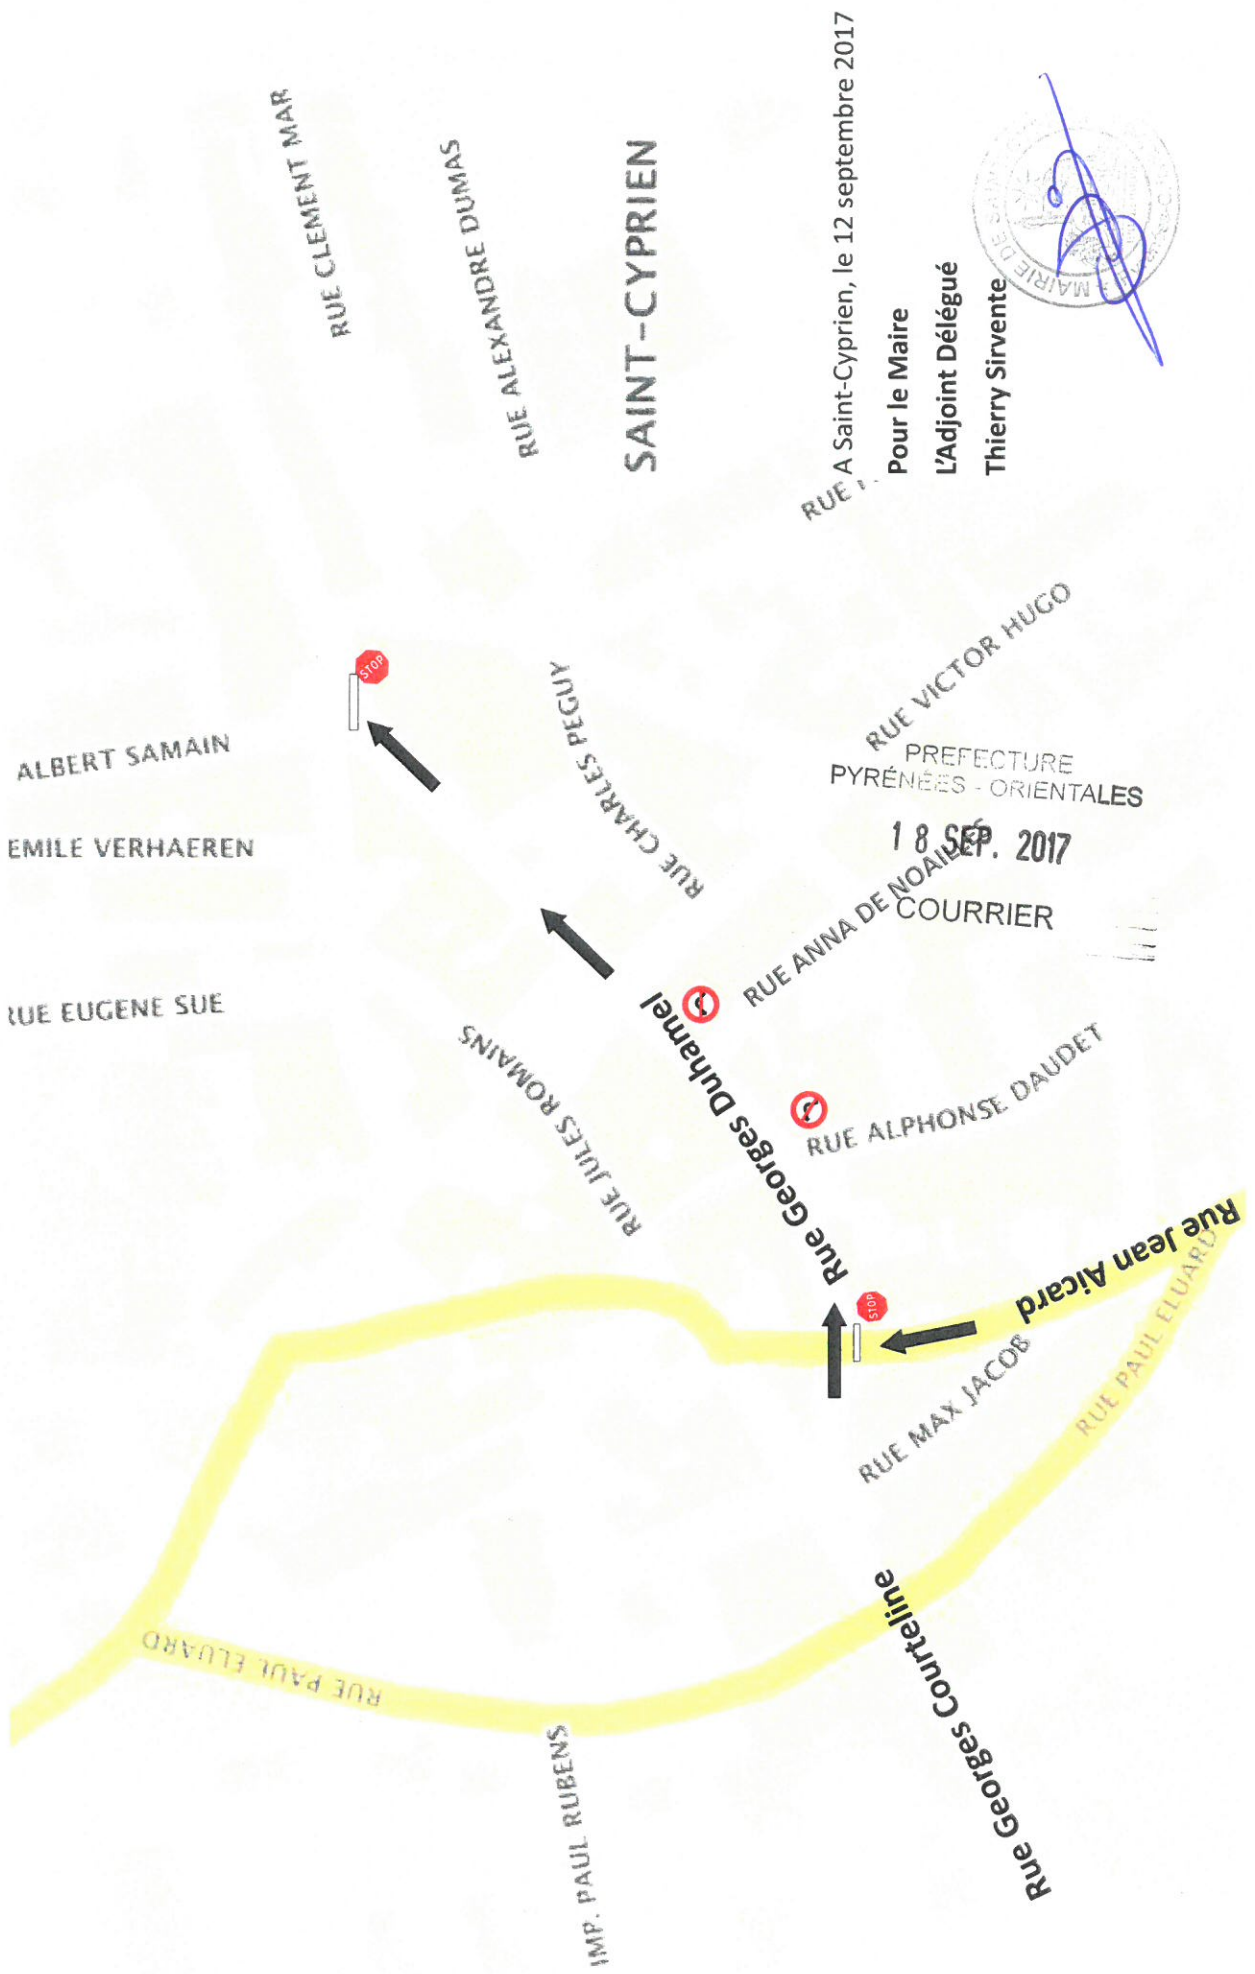 RUE CLEMENT MAR
RUE ALEXANDRE DUMAS
SAINT-CYPRIEN
A Saint-Cyprien, le 12 septembre 2017
Pour le Maire
L'Adjoint Délégué
Thierry Sirvente
MAIRIE DE
RUE
STOP
ALBERT SAMAIN
EMILE VERHAEREN
RUE EUGENE SUE
RUE CHARLES PEGUY
RUE VICTOR HUGO
PREFECTURE
PYRÉNÉES - ORIENTALES
18 SEP. 2017
COURRIER
RUE ANNA DE NOAILLES
RUE JULES ROMAINS
Rue Georges Duhamel
RUE ALPHONSE DAUDET
STOP
Rue Jean Aicard
RUE MAX JACOB
RUE PAUL ELUARD
RUE PAUL ELUARD
Rue Georges Courteline
IMP. PAUL RUBENS